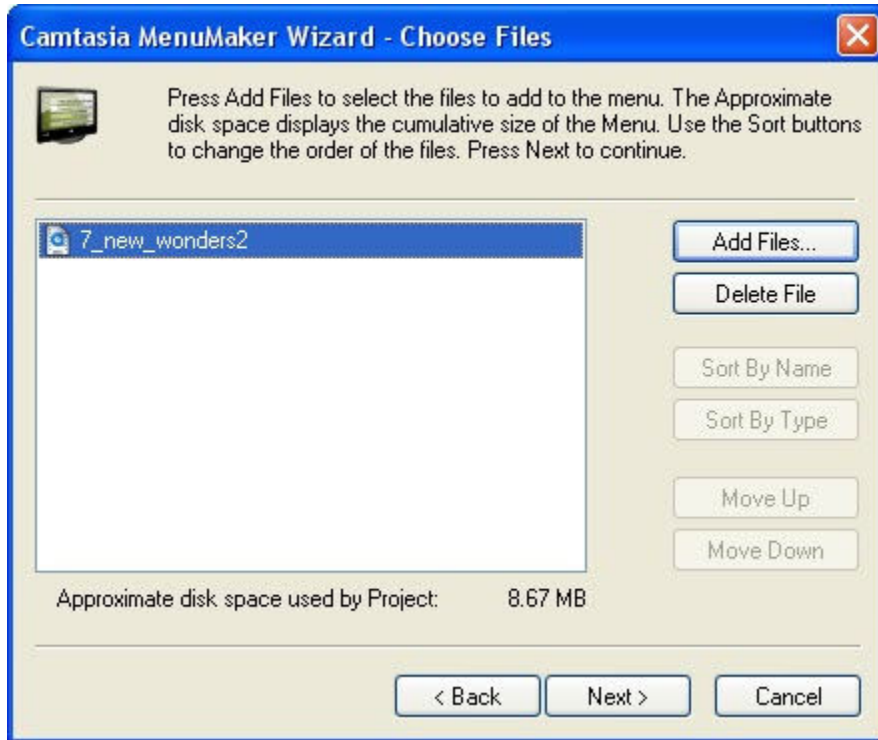 Camtasia MenuMaker Wizard - Choose Files
Press Add Files to select the files to add to the menu. The Approximate
disk space displays the cumulative size of the Menu. Use the Sort buttons
to change the order of the files. Press Next to continue.
7_new_wonders2
Add Files...
Delete File
Sort By Name
Sort By Type
Move Up
Move Down
Approximate disk space used by Project: 8.67 MB
< Back
Next >
Cancel